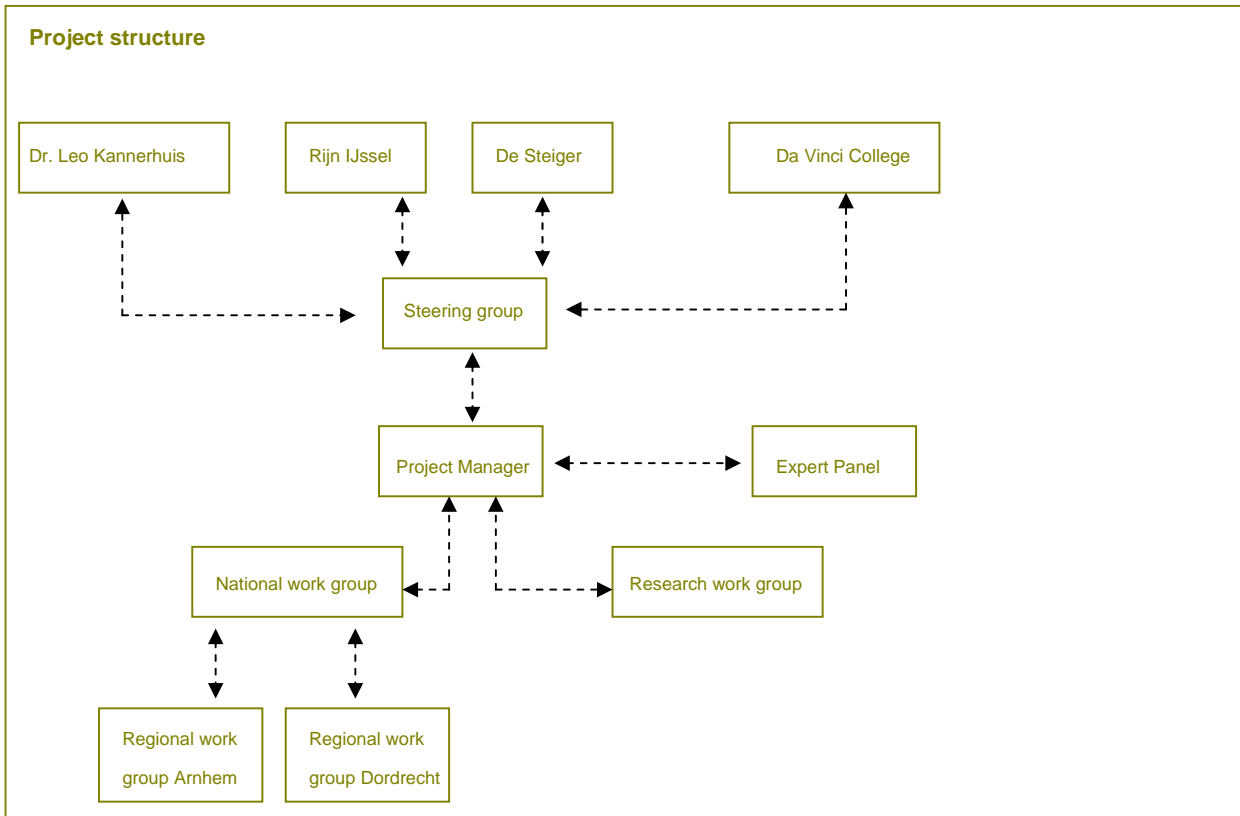 Project structure
Dr. Leo Kannerhuis
Rijn IJssel
De Steiger
Da Vinci College
Steering group
Project Manager
Expert Panel
National work group
Research work group
Regional work
group Arnhem
Regional work
group Dordrecht